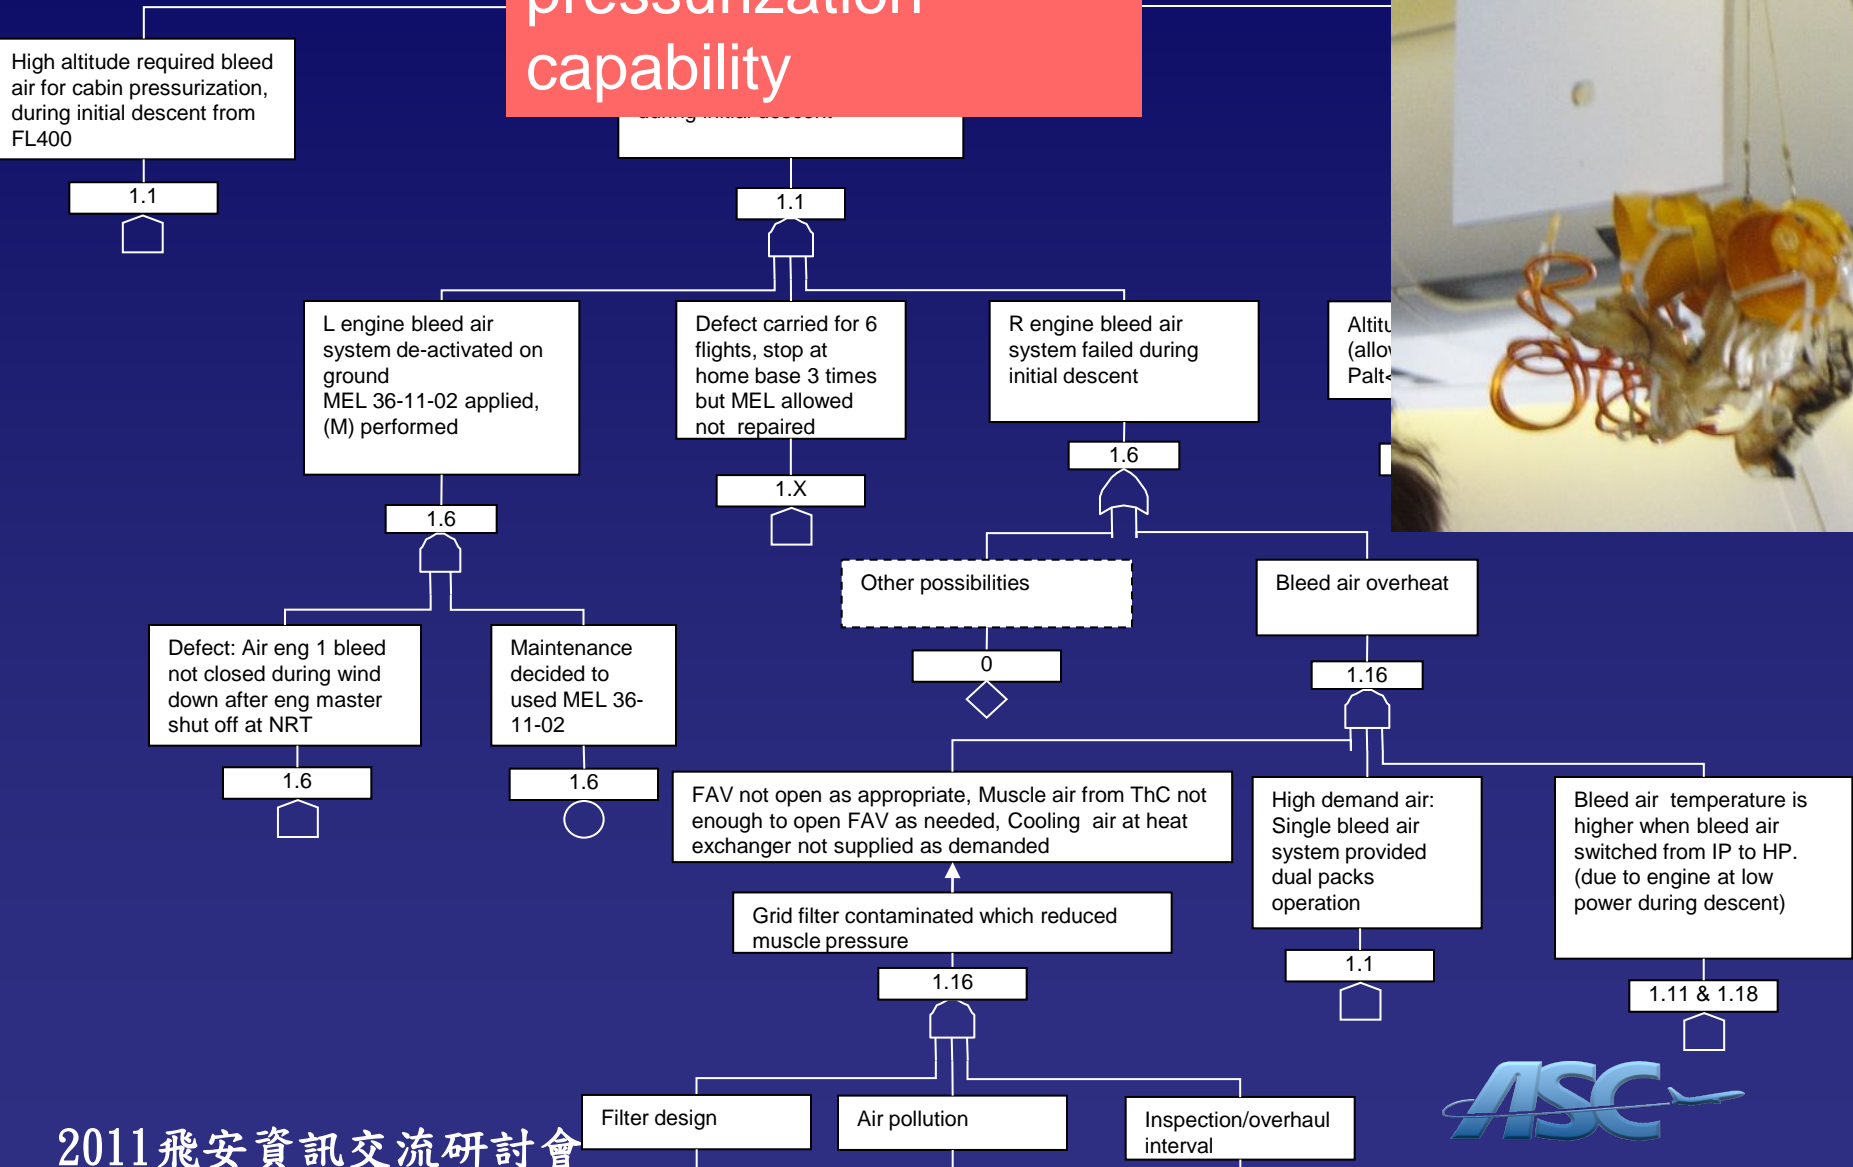 pressurization
capability
High altitude required bleed
air for cabin pressurization,
during initial descent from
FL400
1.1
during initial descent
1.1
L engine bleed air
system de-activated on
ground
MEL 36-11-02 applied,
(M) performed
1.6
Defect carried for 6
flights, stop at
home base 3 times
but MEL allowed
not repaired
1.X
R engine bleed air
system failed during
initial descent
1.6
Altitu
(allow
Palt<
Other possibilities
0
Bleed air overheat
1.16
Defect: Air eng 1 bleed
not closed during wind
down after eng master
shut off at NRT
1.6
Maintenance
decided to
used MEL 36-
11-02
1.6
FAV not open as appropriate, Muscle air from ThC not
enough to open FAV as needed, Cooling air at heat
exchanger not supplied as demanded
Grid filter contaminated which reduced
muscle pressure
1.16
High demand air:
Single bleed air
system provided
dual packs
operation
1.1
Bleed air temperature is
higher when bleed air
switched from IP to HP.
(due to engine at low
power during descent)
1.11 & 1.18
Filter design
Air pollution
Inspection/overhaul
interval
ASC
2011飛安資訊交流研討會